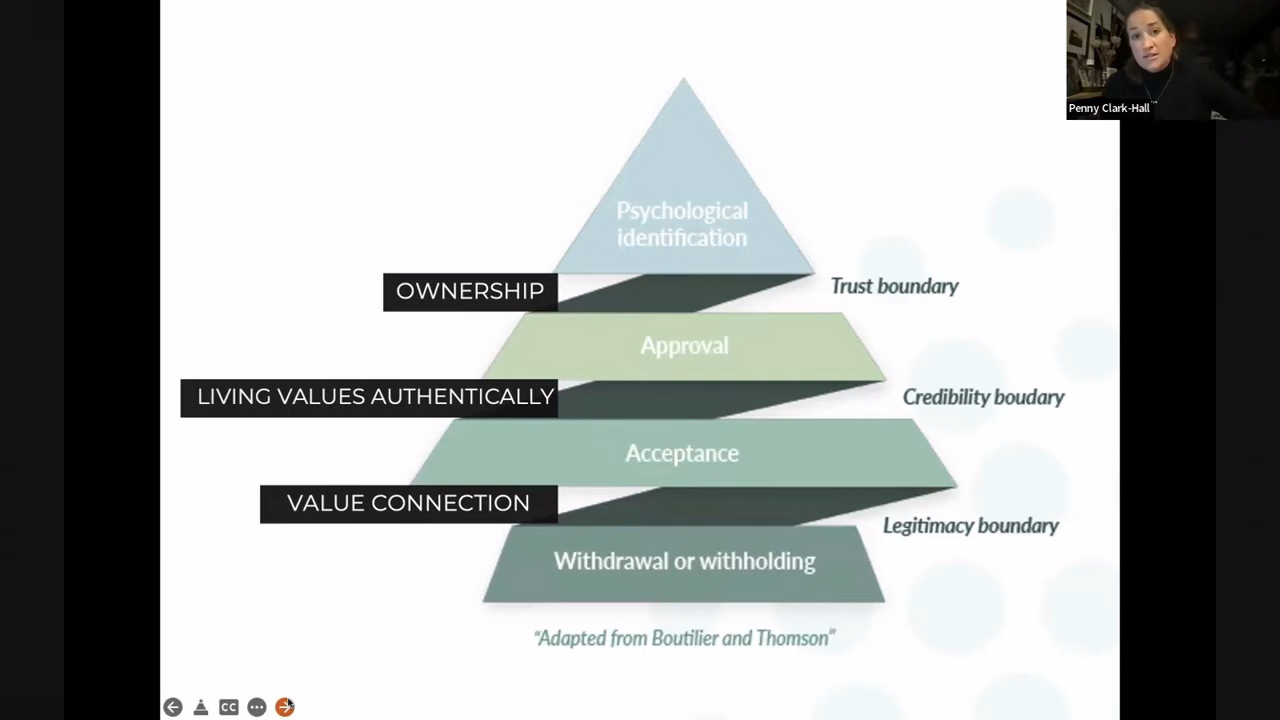 Penny Clark-Hall
Psychological
identification
OWNERSHIP
Trust boundary
Approval
LIVING VALUES AUTHENTICALLY
Credibility boudary
Acceptance
VALUE CONNECTION
Legitimacy boundary
Withdrawal or withholding
“Adapted from Boutilier and Thomson”
CC